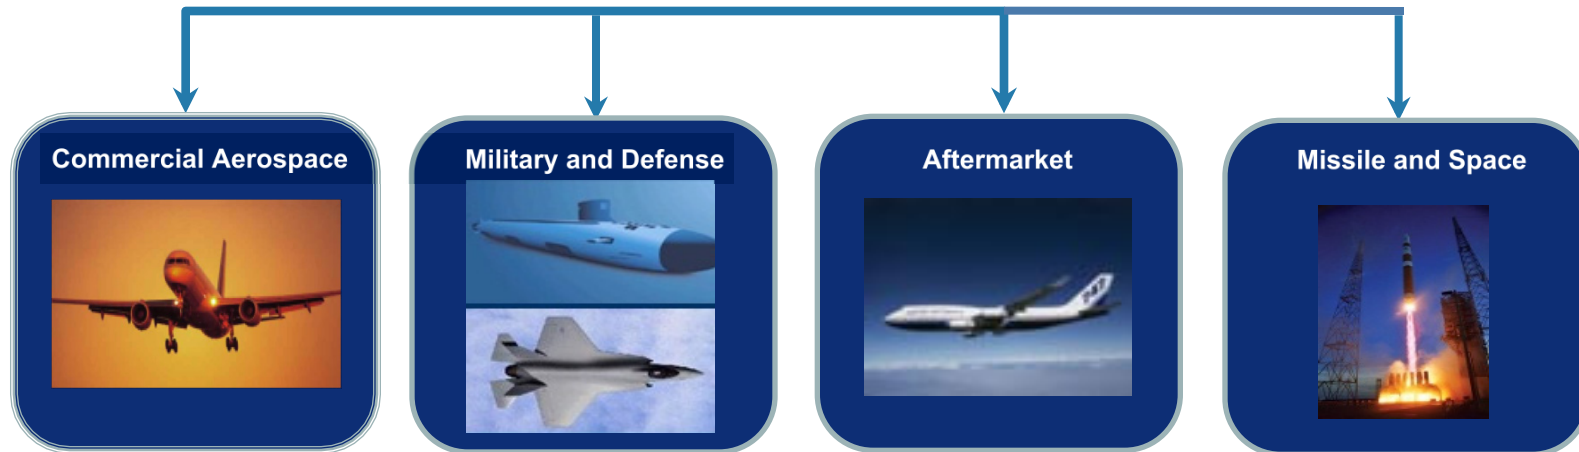 Commercial Aerospace
Military and Defense
Aftermarket
Missile and Space